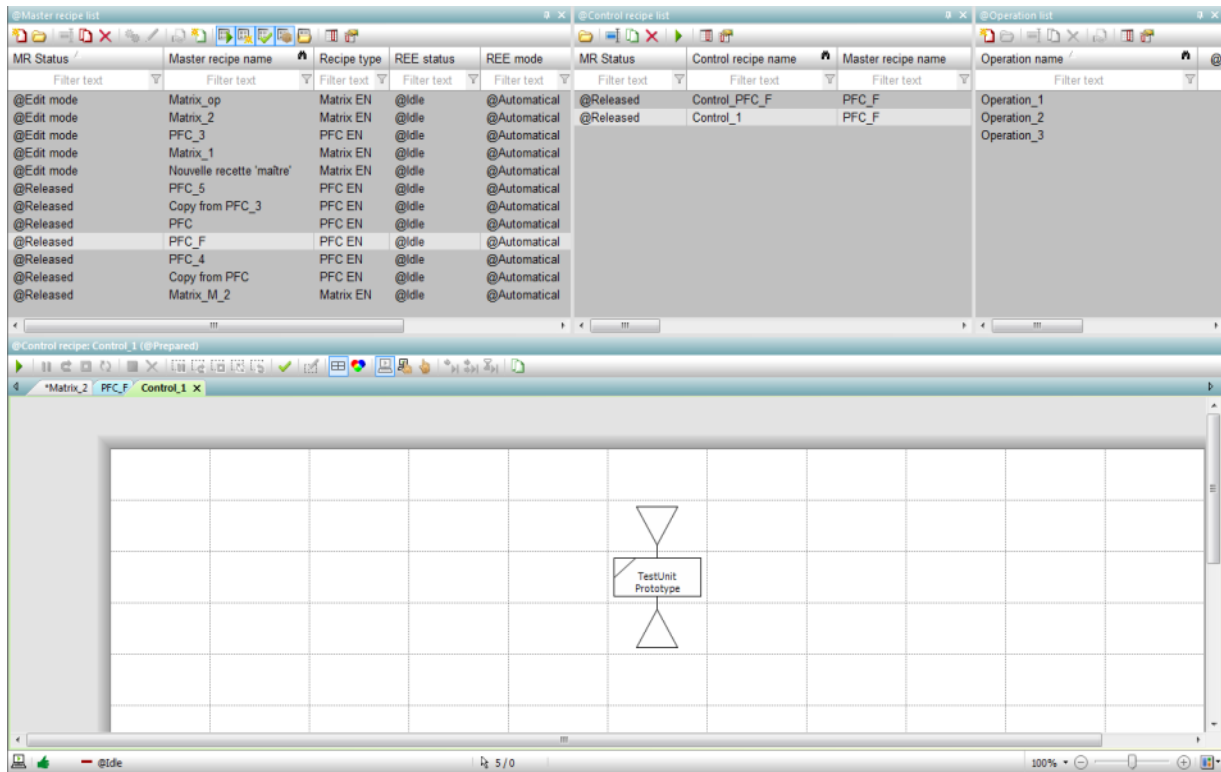 @Master recipe list
MR Status Master recipe name Recipe type REE status REE mode
Filter text Filter text Filter text Filter text Filter text
@Edit mode Matrix_op Matrix EN @Idle @Automatical
@Edit mode Matrix_2 Matrix EN @Idle @Automatical
@Edit mode PFC_3 PFC EN @Idle @Automatical
@Edit mode Matrix_1 Matrix EN @Idle @Automatical
@Edit mode Nouvelle recette 'maître' Matrix EN @Idle @Automatical
@Released PFC_5 PFC EN @Idle @Automatical
@Released Copy from PFC_3 PFC EN @Idle @Automatical
@Released PFC PFC EN @Idle @Automatical
@Released PFC_F PFC EN @Idle @Automatical
@Released PFC_4 PFC EN @Idle @Automatical
@Released Copy from PFC PFC EN @Idle @Automatical
@Released Matrix_M_2 Matrix EN @Idle @Automatical
@Control recipe list
MR Status Control recipe name Master recipe name
Filter text Filter text Filter text
@Released Control_PFC_F PFC_F
@Released Control_1 PFC_F
@Operation list
Operation name @
Filter text
Operation_1
Operation_2
Operation_3
@Control recipe: Control_1 (@Prepared)
*Matrix_2 PFC_F Control_1 X
TestUnit
Prototype
@Idle 5/0 100%